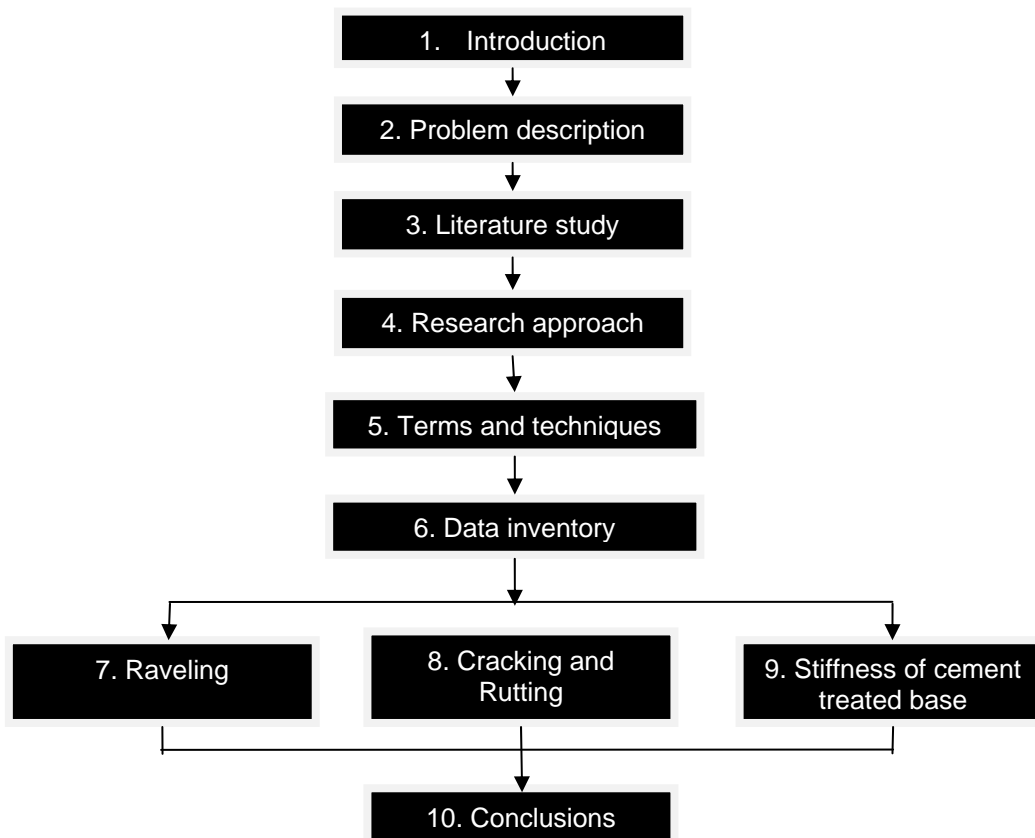 1. Introduction
2. Problem description
3. Literature study
4. Research approach
5. Terms and techniques
6. Data inventory
7. Raveling
8. Cracking and
Rutting
9. Stiffness of cement
treated base
10. Conclusions